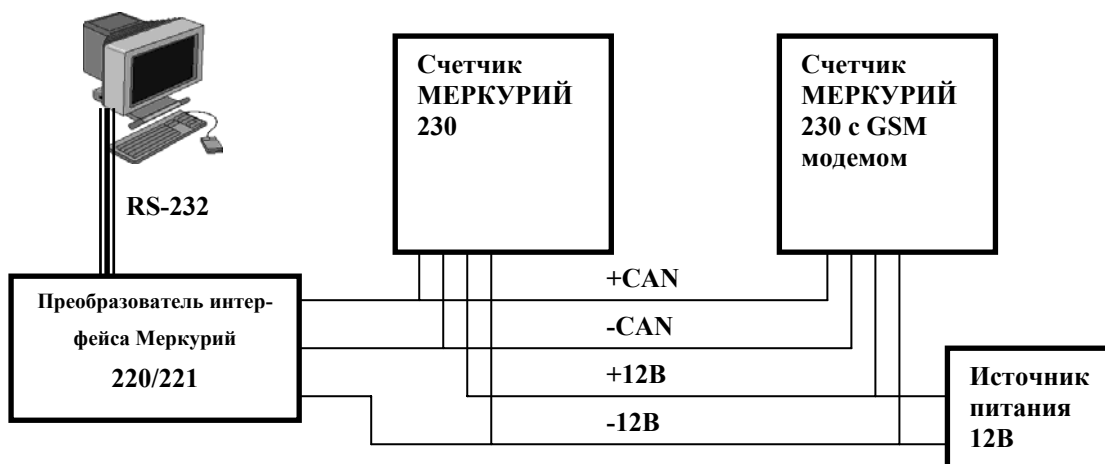 Счетчик
МЕРКУРИЙ
230
Счетчик
МЕРКУРИЙ
230 с GSM
модемом
RS-232
Преобразователь интер-
фейса Меркурий
220/221
+CAN
-CAN
+12В
-12В
Источник
питания
12В